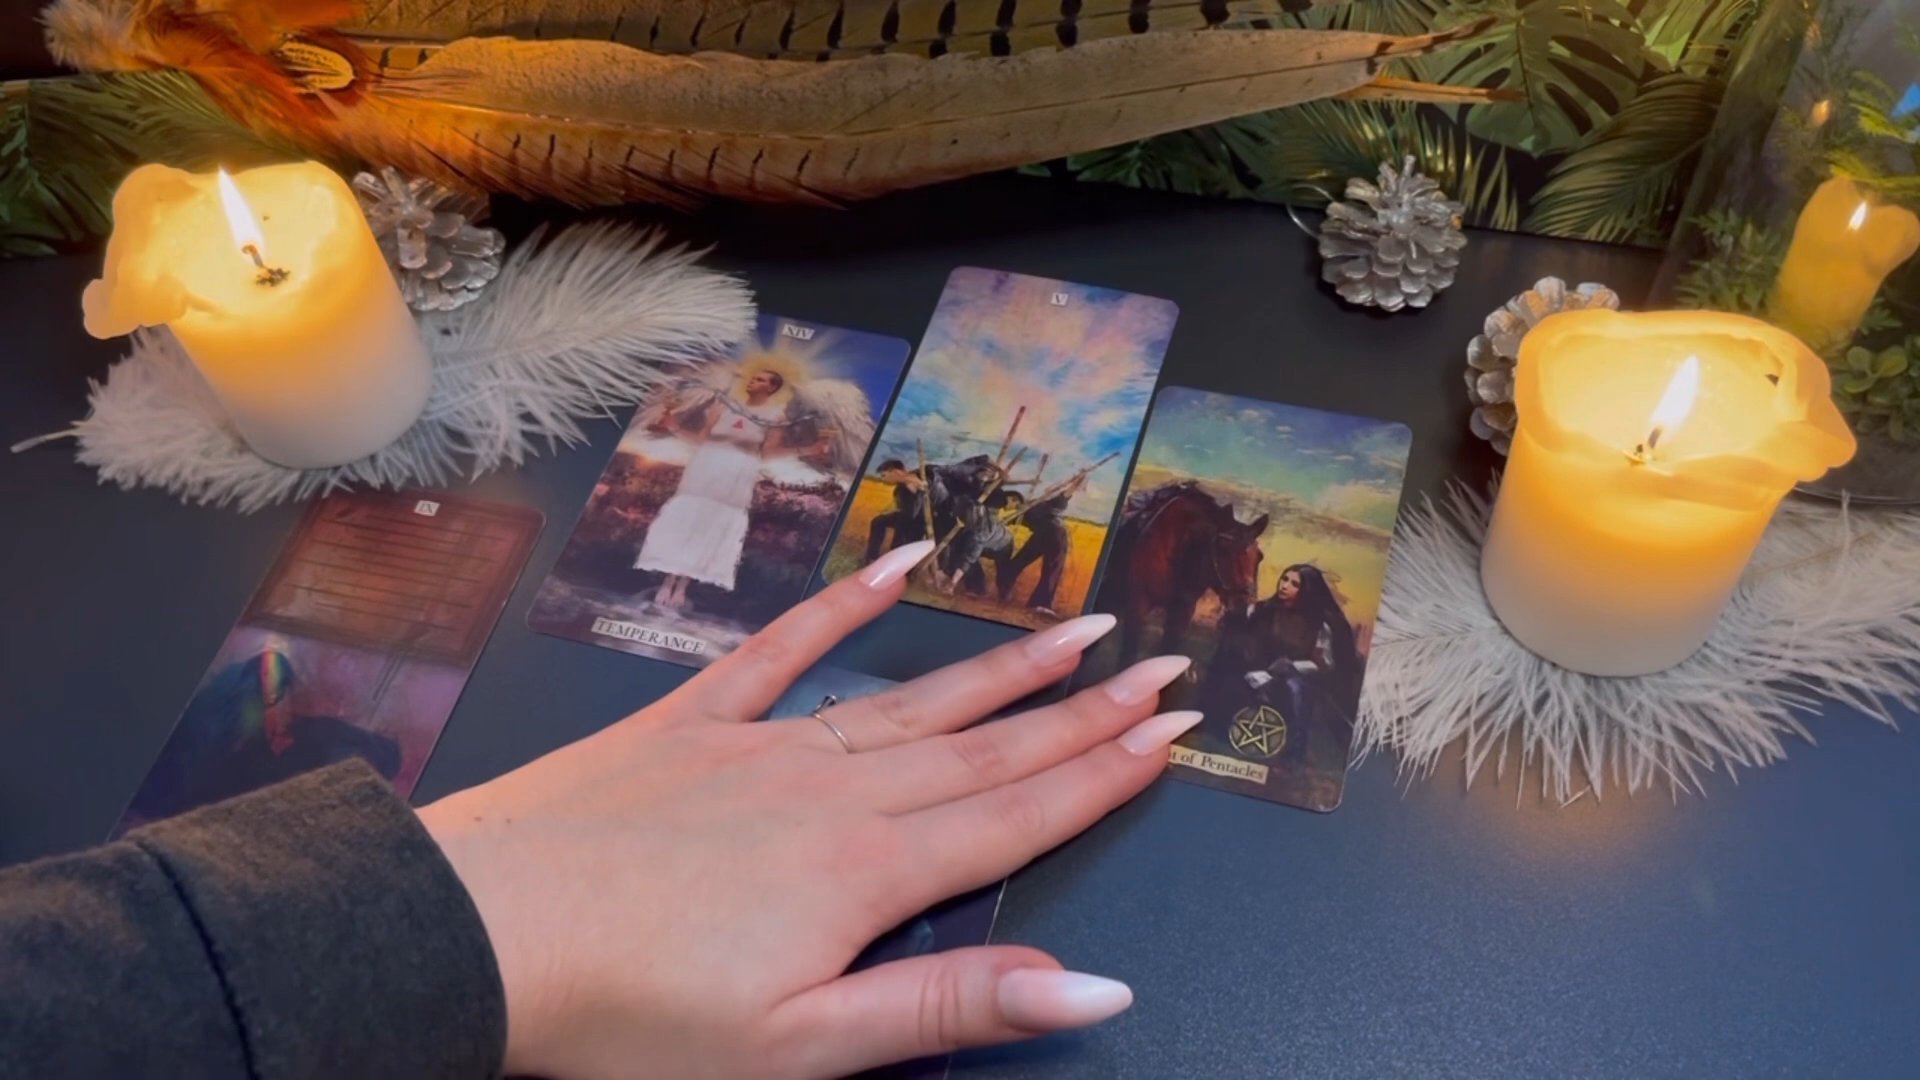 IX
XIV
TEMPERANCE
V
of Pentacles